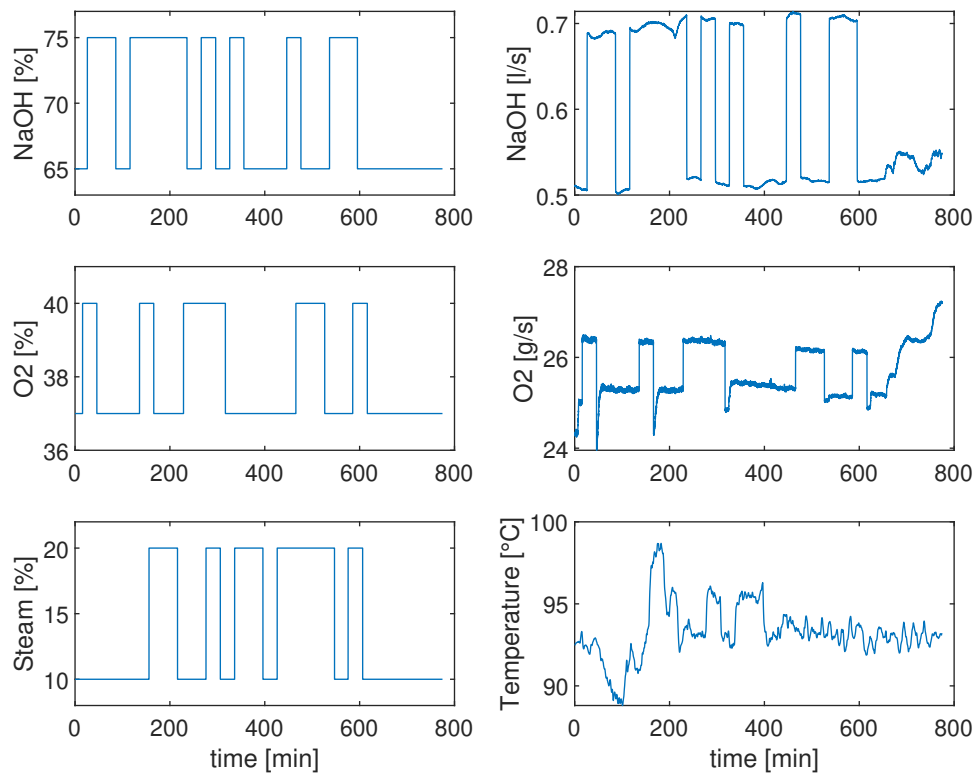 NaOH [%]
75
70
65
0 200 400 600 800
NaOH [l/s]
0.7
0.6
0.5
0 200 400 600 800
O2 [%]
40
38
36
0 200 400 600 800
O2 [g/s]
28
26
24
0 200 400 600 800
Steam [%]
20
15
10
0 200 400 600 800
time [min]
Temperature [°C]
100
95
90
0 200 400 600 800
time [min]